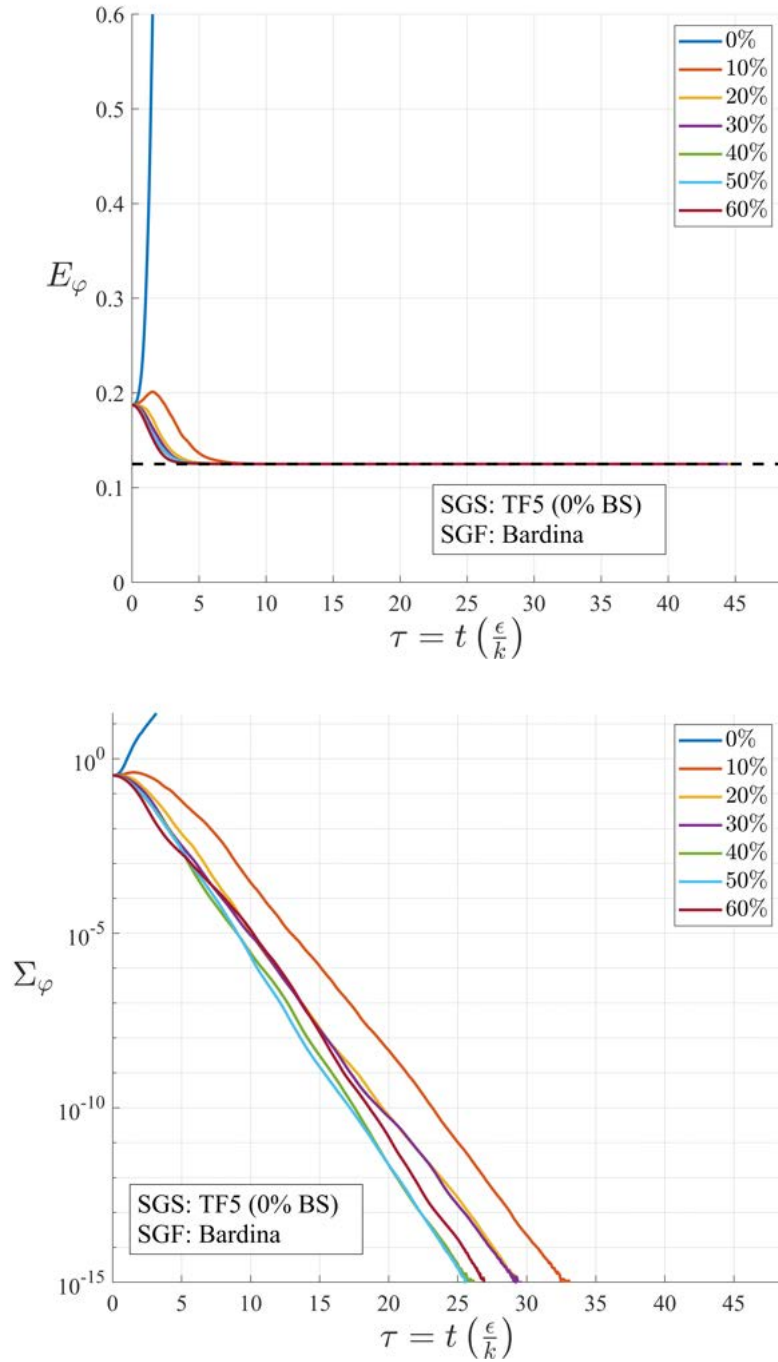 0.6
0.5
0.4
0.3
0.2
0.1
0
E_φ
0%
10%
20%
30%
40%
50%
60%
SGS: TF5 (0% BS)
SGF: Bardina
0 5 10 15 20 25 30 35 40 45
τ = t (ϵ/k)
10^0
10^-5
10^-10
10^-15
Σ_φ
0%
10%
20%
30%
40%
50%
60%
SGS: TF5 (0% BS)
SGF: Bardina
0 5 10 15 20 25 30 35 40 45
τ = t (ϵ/k)